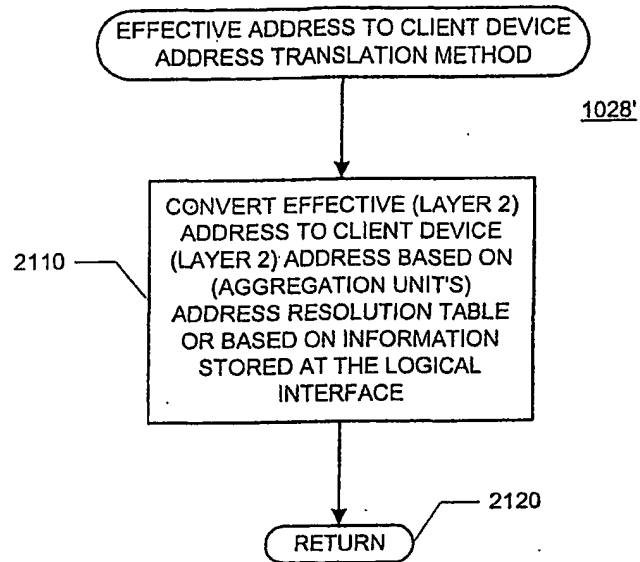 EFFECTIVE ADDRESS TO CLIENT DEVICE
ADDRESS TRANSLATION METHOD
1028'
CONVERT EFFECTIVE (LAYER 2)
ADDRESS TO CLIENT DEVICE
(LAYER 2) ADDRESS BASED ON
(AGGREGATION UNIT'S)
ADDRESS RESOLUTION TABLE
OR BASED ON INFORMATION
STORED AT THE LOGICAL
INTERFACE
2110
2120
RETURN